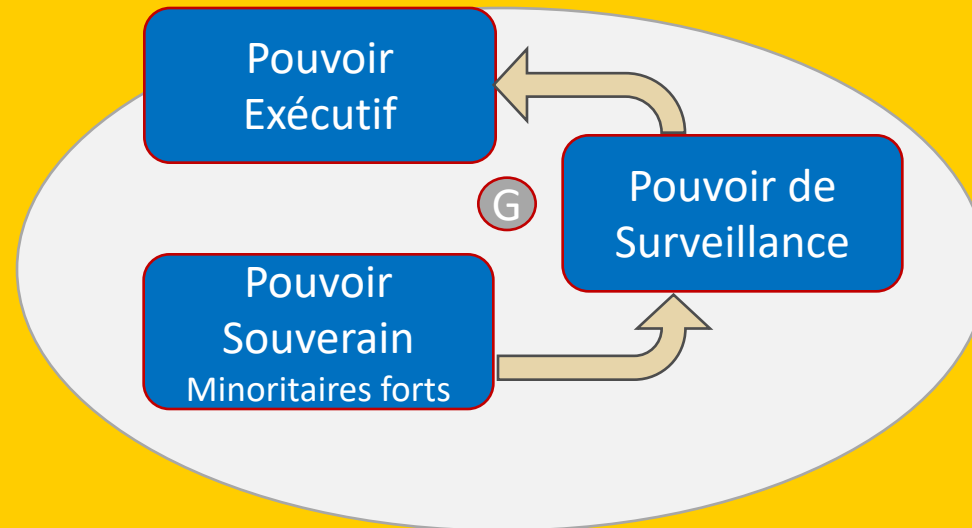 Pouvoir
Exécutif
G
Pouvoir de
Surveillance
Pouvoir
Souverain
Minoritaires forts